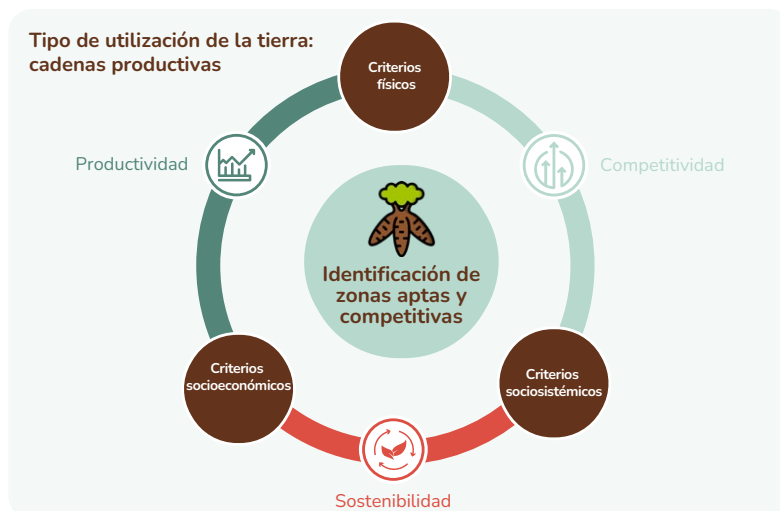 Tipo de utilización de la tierra:
cadenas productivas
Criterios
físicos
Productividad
Competitividad
Identificación de
zonas aptas y
competitivas
Criterios
socioeconómicos
Criterios
sociosistémicos
Sostenibilidad